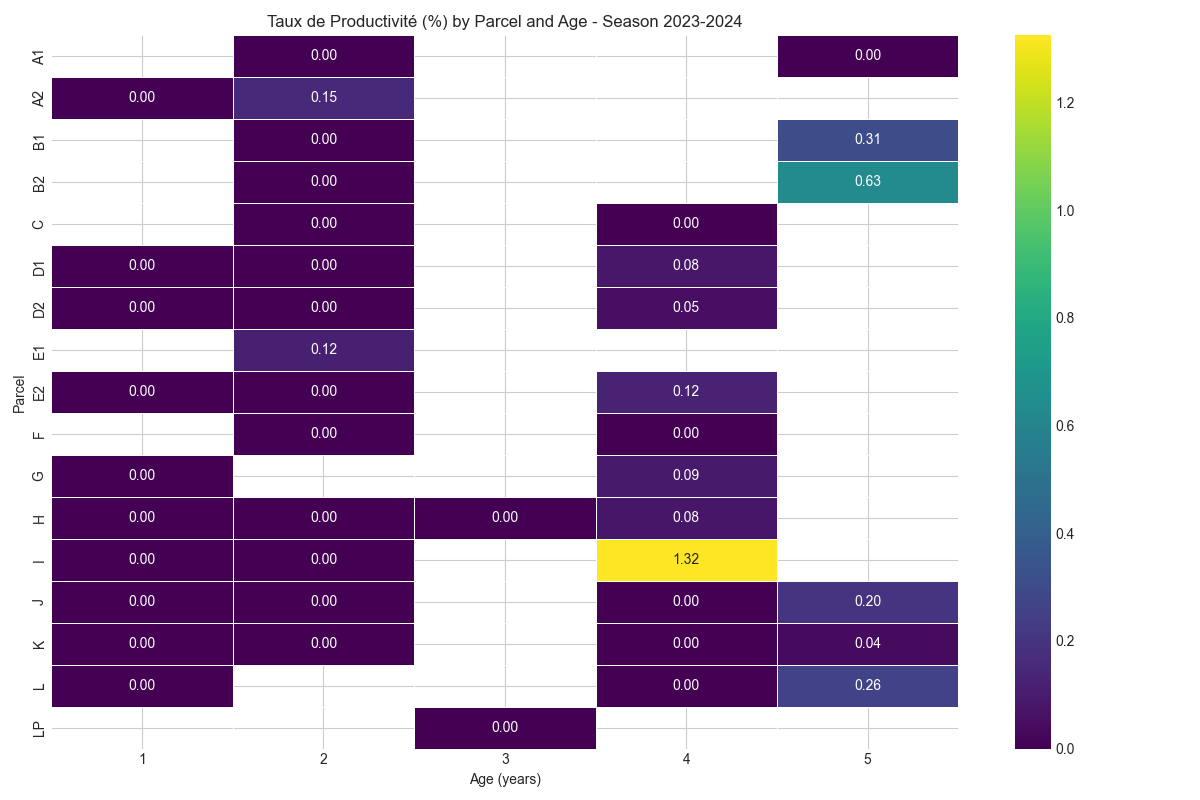 Taux de Productivité (%) by Parcel and Age - Season 2023-2024
A1 0.00 0.00
A2 0.00 0.15
B1 0.00 0.31
B2 0.00 0.63
C 0.00 0.00
D1 0.00 0.00 0.08
D2 0.00 0.00 0.05
E1 0.12
E2 0.00 0.00 0.12
F 0.00 0.00
G 0.00 0.09
H 0.00 0.00 0.00 0.08
I 0.00 0.00 1.32
J 0.00 0.00 0.00 0.20
K 0.00 0.00 0.00 0.04
L 0.00 0.00 0.26
LP 0.00
Parcel
1 2 3 4 5
Age (years)
1.2
1.0
0.8
0.6
0.4
0.2
0.0